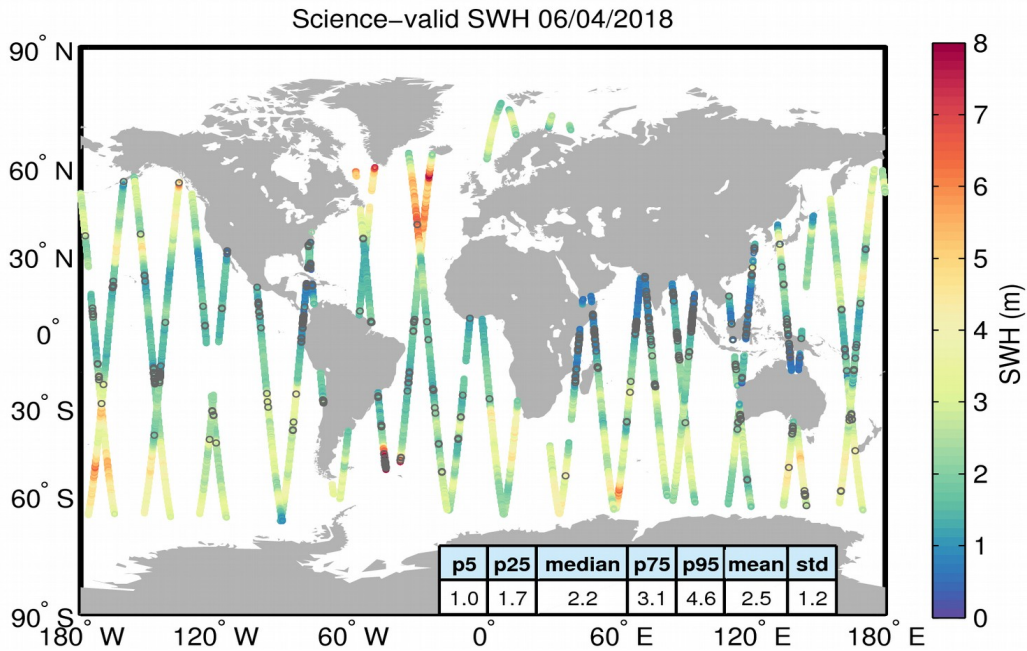 Science−valid SWH 06/04/2018
90° N
60° N
30° N
0°
30° S
60° S
90° S
180° W 120° W 60° W 0° 60° E 120° E 180° E
p5 p25 median p75 p95 mean std
1.0 1.7 2.2 3.1 4.6 2.5 1.2
8
7
6
5
4
3
2
1
0
SWH (m)